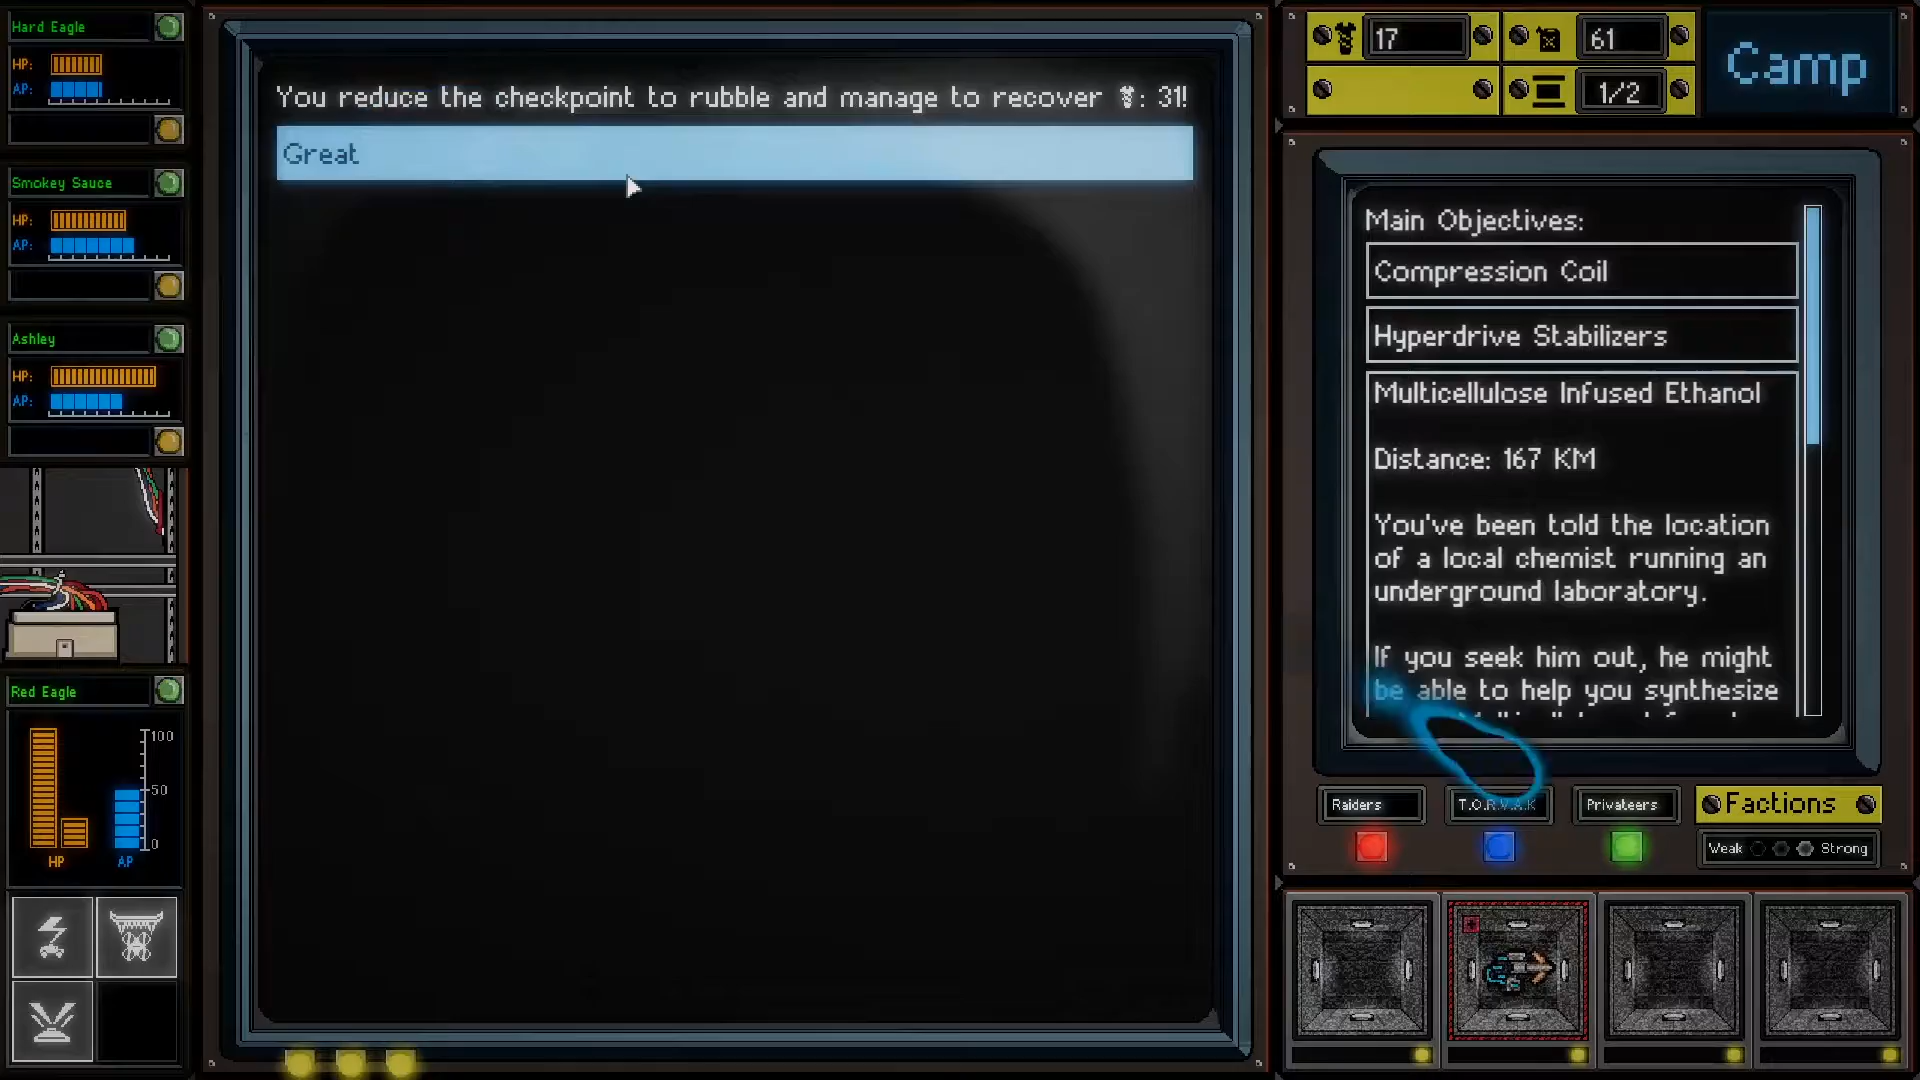 Hard Eagle
HP:
AP:
Smokey Sauce
HP:
AP:
Ashley
HP:
AP:
Red Eagle
100
50
0
HP
AP
You reduce the checkpoint to rubble and manage to recover : 31!
Great
17
61
1/2
Camp
Main Objectives:
Compression Coil
Hyperdrive Stabilizers
Multicellulose Infused Ethanol
Distance: 167 KM
You've been told the location
of a local chemist running an
underground laboratory.
If you seek him out, he might
be able to help you synthesize
Raiders
T.O.R.V.A.K
Privateers
Factions
Weak
Strong